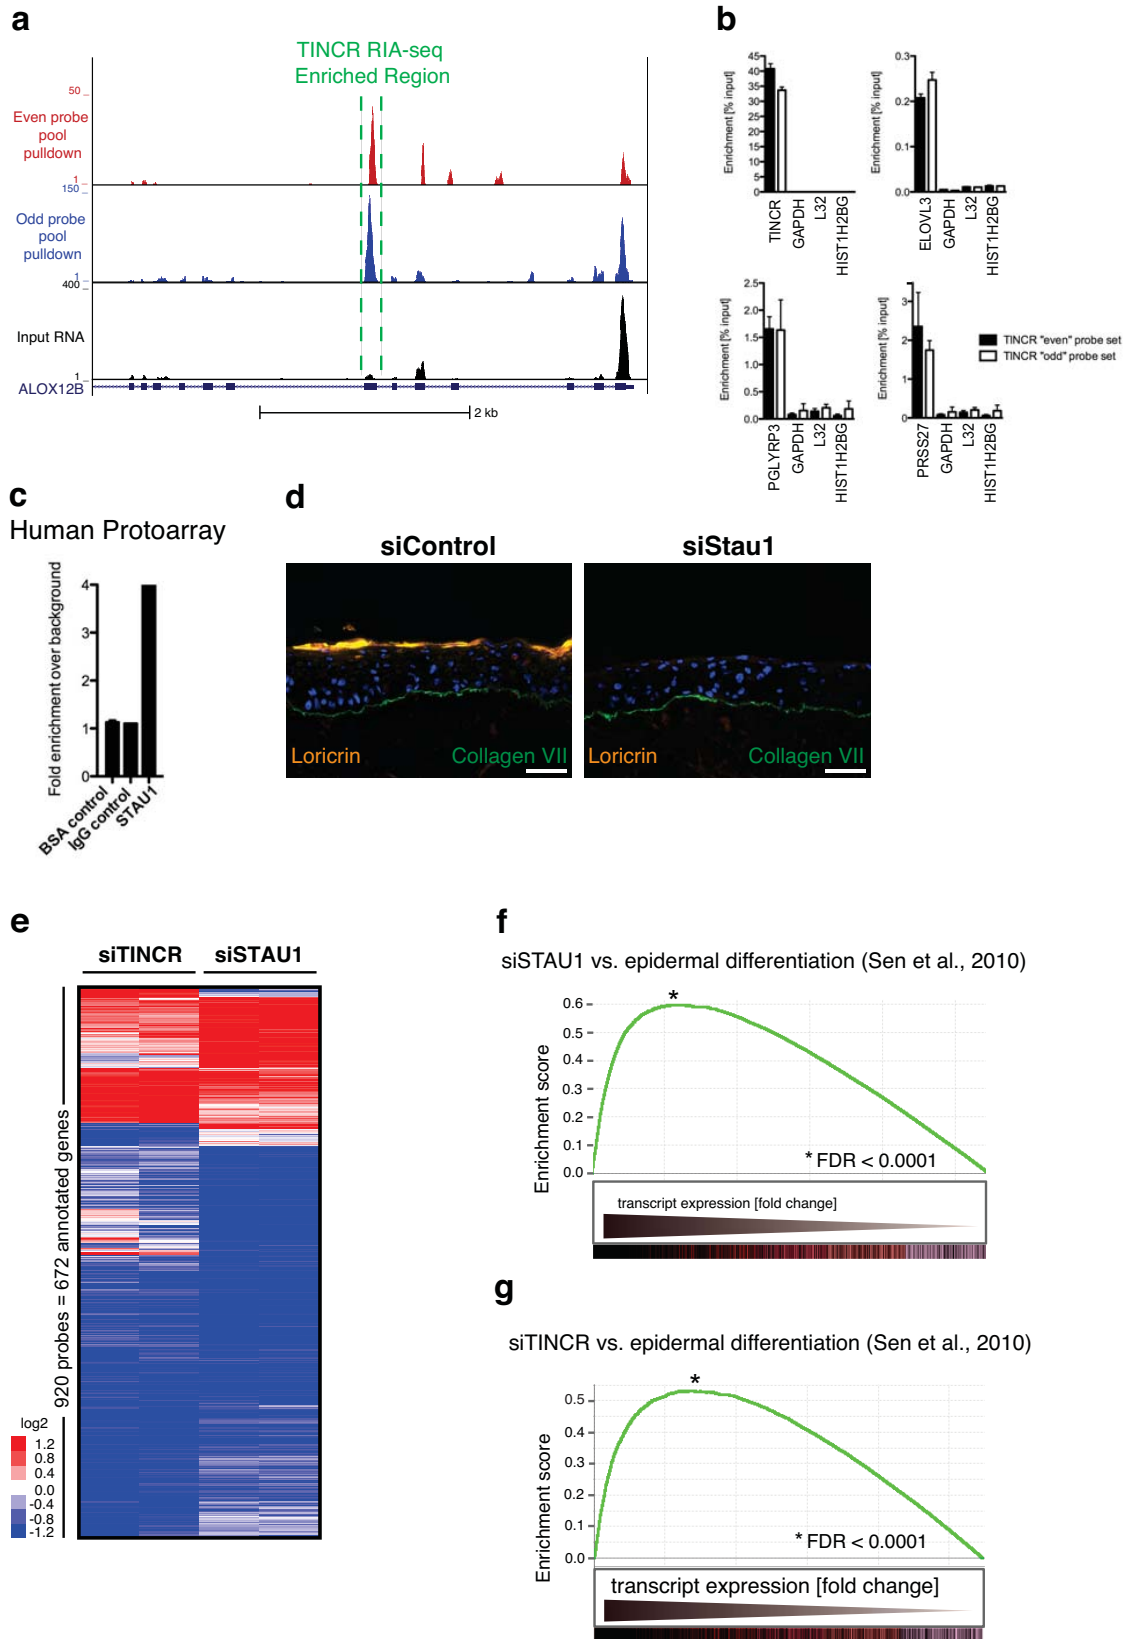 a
TINCR RIA-seq
Enriched Region
50
Even probe
pool
pulldown
1
150
Odd probe
pool
pulldown
1
400
Input RNA
1
ALOX12B
2 kb
b
Enrichment [% input]
45
40
35
30
25
20
15
10
5
0
TINCR
GAPDH
L32
HIST1H2BG
Enrichment [% input]
0.3
0.2
0.1
0.0
ELOVL3
GAPDH
L32
HIST1H2BG
Enrichment [% input]
2.5
2.0
1.5
1.0
0.5
0.0
PGLYRP3
GAPDH
L32
HIST1H2BG
Enrichment [% input]
3
2
1
0
PRSS27
GAPDH
L32
HIST1H2BG
TINCR "even" probe set
TINCR "odd" probe set
c
Human Protoarray
Fold enrichment over background
4
3
2
1
0
BSA control
IgG control
STAU1
d
siControl
siStau1
Loricrin
Collagen VII
Loricrin
Collagen VII
e
siTINCR
siSTAU1
920 probes = 672 annotated genes
log2
1.2
0.8
0.4
0.0
-0.4
-0.8
-1.2
f
siSTAU1 vs. epidermal differentiation (Sen et al., 2010)
Enrichment score
0.6
0.5
0.4
0.3
0.2
0.1
0.0
*
* FDR < 0.0001
transcript expression [fold change]
g
siTINCR vs. epidermal differentiation (Sen et al., 2010)
Enrichment score
0.5
0.4
0.3
0.2
0.1
0.0
*
* FDR < 0.0001
transcript expression [fold change]